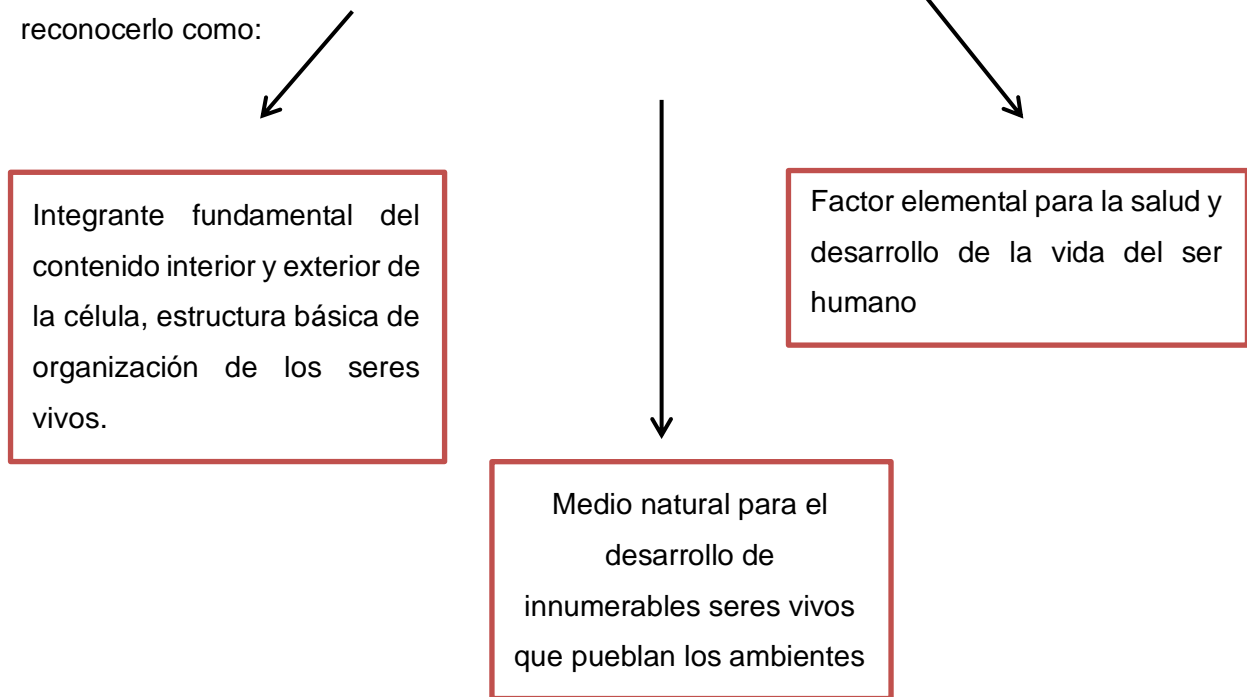 reconocerlo como:
Integrante fundamental del
contenido interior y exterior de
la célula, estructura básica de
organización de los seres
vivos.
Factor elemental para la salud y
desarrollo de la vida del ser
humano
Medio natural para el
desarrollo de
innumerables seres vivos
que pueblan los ambientes